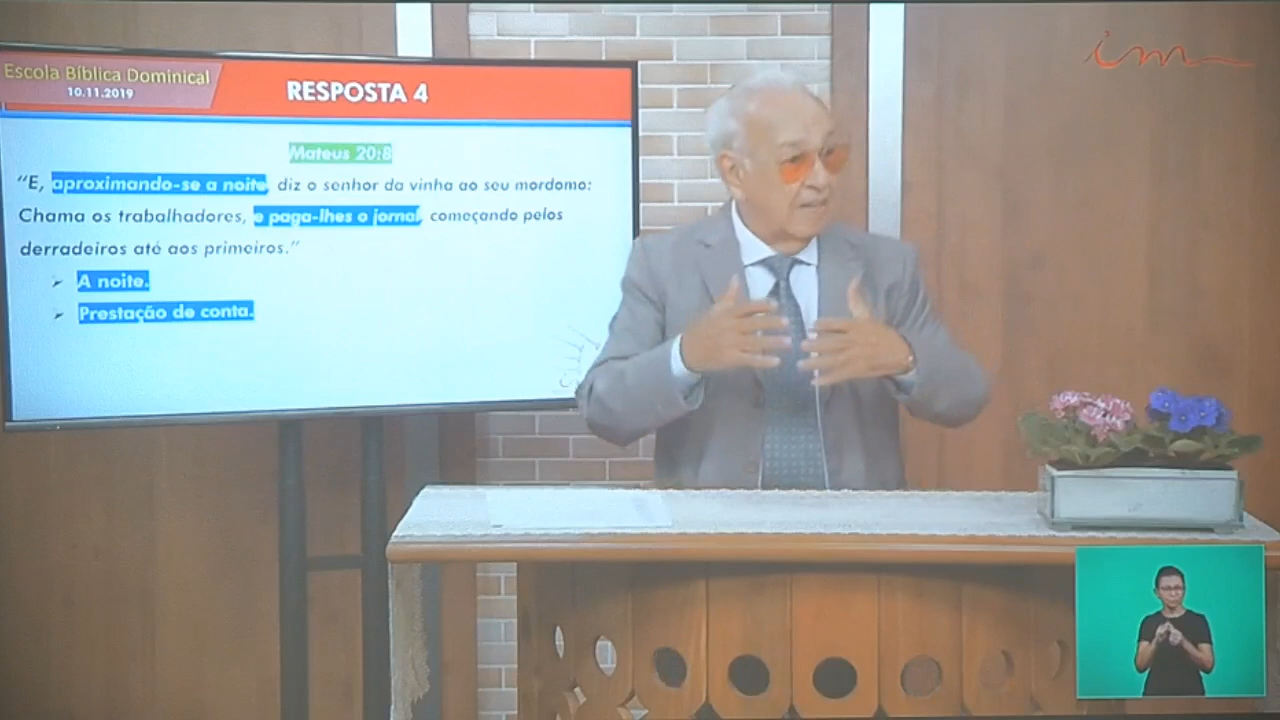 Escola Bíblica Dominical
10.11.2019
RESPOSTA 4
Mateus 20:8
“E, aproximando-se a noite, diz o senhor da vinha ao seu mordomo:
Chama os trabalhadores, e paga-lhes o jornal, começando pelos
derradeiros até aos primeiros.”
➢ A noite.
➢ Prestação de conta.
im